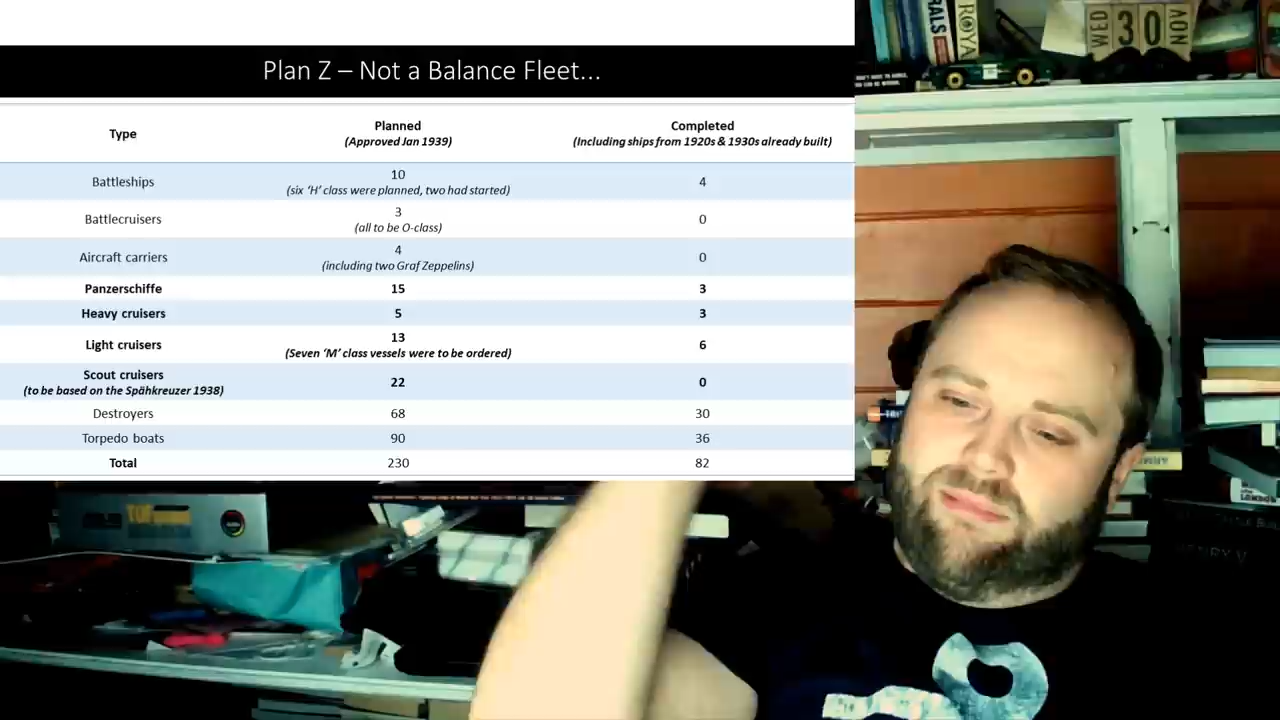 Plan Z – Not a Balance Fleet...
Type Planned Completed
(Approved Jan 1939) (Including ships from 1920s & 1930s already built)
Battleships 10 4
(six 'H' class were planned, two had started)
Battlecruisers 3 0
(all to be O-class)
Aircraft carriers 4 0
(including two Graf Zeppelins)
Panzerschiffe 15 3
Heavy cruisers 5 3
Light cruisers 13 6
(Seven 'M' class vessels were to be ordered)
Scout cruisers 22 0
(to be based on the Spähkreuzer 1938)
Destroyers 68 30
Torpedo boats 90 36
Total 230 82
WED 30 NOV
ROYA
HENRY V